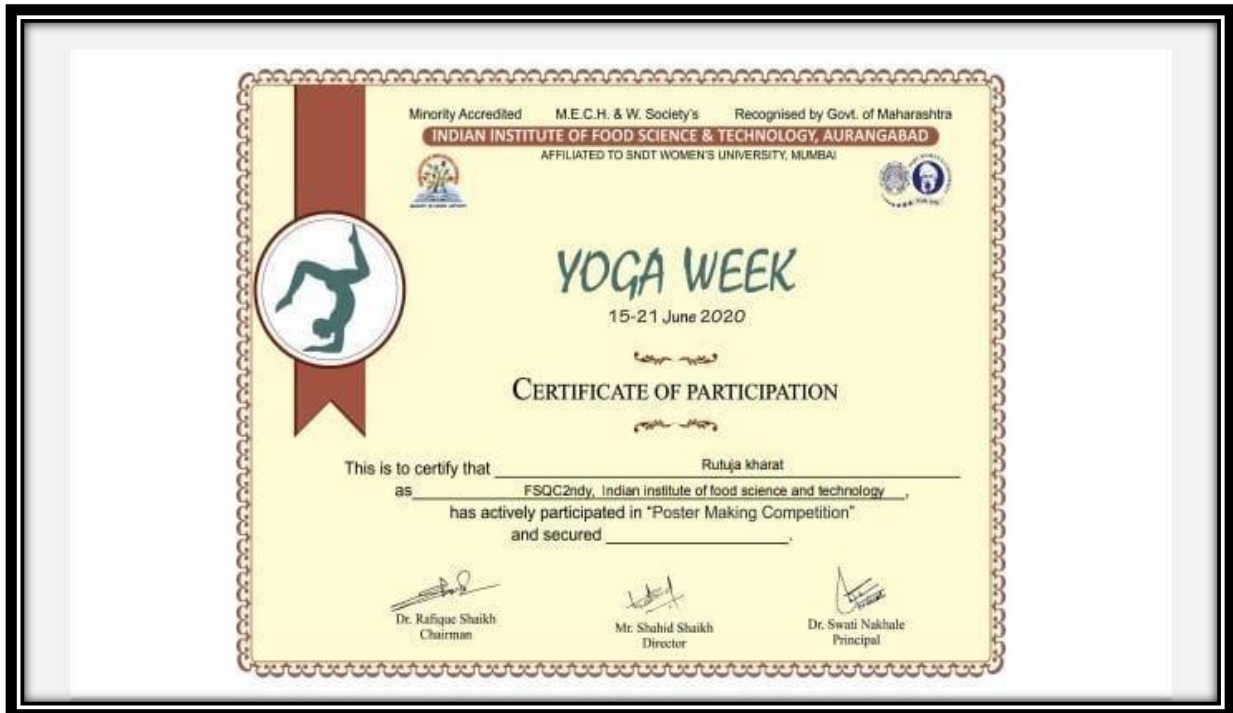 Minority Accredited M.E.C.H. & W. Society's Recognised by Govt. of Maharashtra
INDIAN INSTITUTE OF FOOD SCIENCE & TECHNOLOGY, AURANGABAD
AFFILIATED TO SNDT WOMEN'S UNIVERSITY, MUMBAI
YOGA WEEK
15-21 June 2020
CERTIFICATE OF PARTICIPATION
This is to certify that Rutuja kharat
as FSQC2ndy, Indian institute of food science and technology,
has actively participated in "Poster Making Competition"
and secured .
Dr. Rafique Shaikh
Chairman
Mr. Shahid Shaikh
Director
Dr. Swati Nakhale
Principal